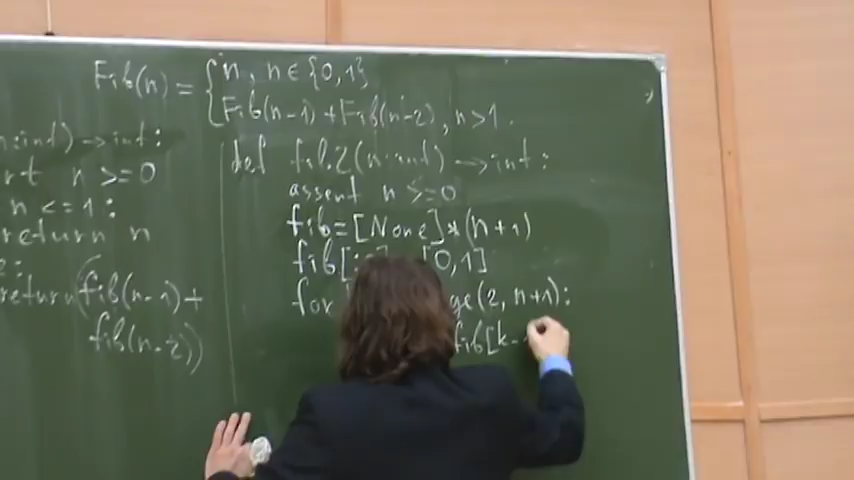 Fib(n) = { n, n ∈ {0,1}
Fib(n-1) + Fib(n-2), n>1.
n:int) → int:
rt n >= 0
n <= 1:
return n
e:
return (fib(n-1) +
fib(n-2))
def fib2(n:int) → int:
assert n >= 0
fib = [None] * (n+1)
fib[ [0,1]
for ge(2, n+1):
fib[k-